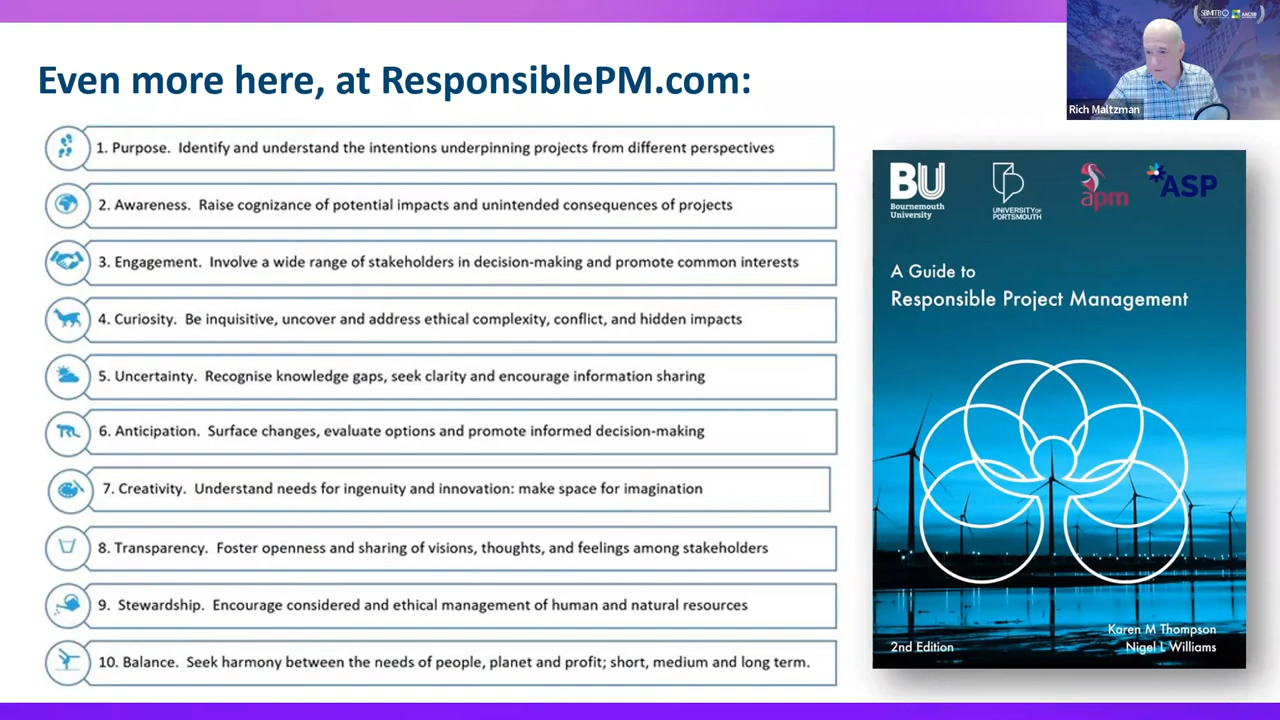 SBMITB
AACSB
Rich Maltzman
Even more here, at ResponsiblePM.com:
1. Purpose. Identify and understand the intentions underpinning projects from different perspectives
2. Awareness. Raise cognizance of potential impacts and unintended consequences of projects
3. Engagement. Involve a wide range of stakeholders in decision-making and promote common interests
4. Curiosity. Be inquisitive, uncover and address ethical complexity, conflict, and hidden impacts
5. Uncertainty. Recognise knowledge gaps, seek clarity and encourage information sharing
6. Anticipation. Surface changes, evaluate options and promote informed decision-making
7. Creativity. Understand needs for ingenuity and innovation: make space for imagination
8. Transparency. Foster openness and sharing of visions, thoughts, and feelings among stakeholders
9. Stewardship. Encourage considered and ethical management of human and natural resources
10. Balance. Seek harmony between the needs of people, planet and profit; short, medium and long term.
BU
Bournemouth
University
UNIVERSITY OF
PORTSMOUTH
apm
ASP
A Guide to
Responsible Project Management
Karen M Thompson
2nd Edition
Nigel L Williams